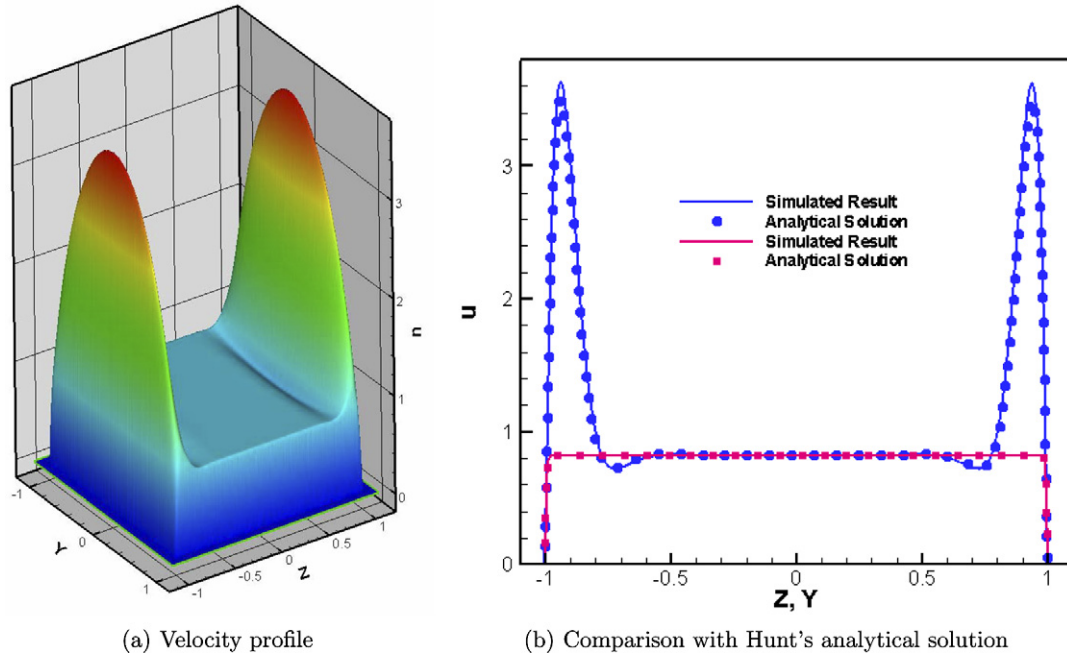 3
2
u
1
0
-1
Y
0
1
-1
-0.5
0
Z
0.5
1
(a) Velocity profile
3
2
u
1
0
-1
-0.5
0
0.5
1
Z, Y
Simulated Result
Analytical Solution
Simulated Result
Analytical Solution
(b) Comparison with Hunt's analytical solution